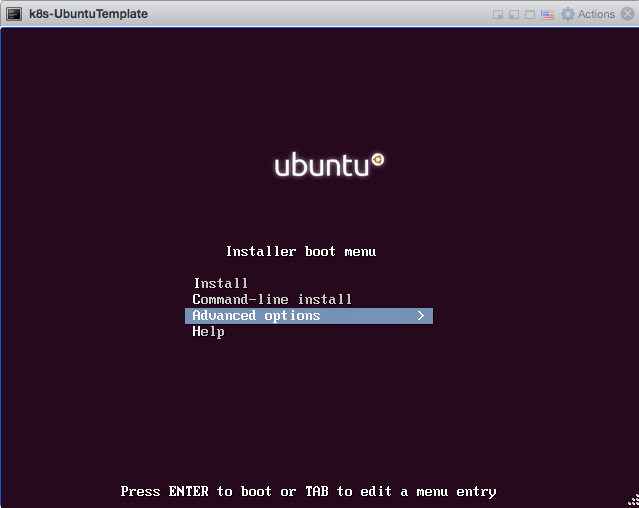 k8s-UbuntuTemplate
Actions
ubuntu
Installer boot menu
Install
Command-line install
Advanced options >
Help
Press ENTER to boot or TAB to edit a menu entry